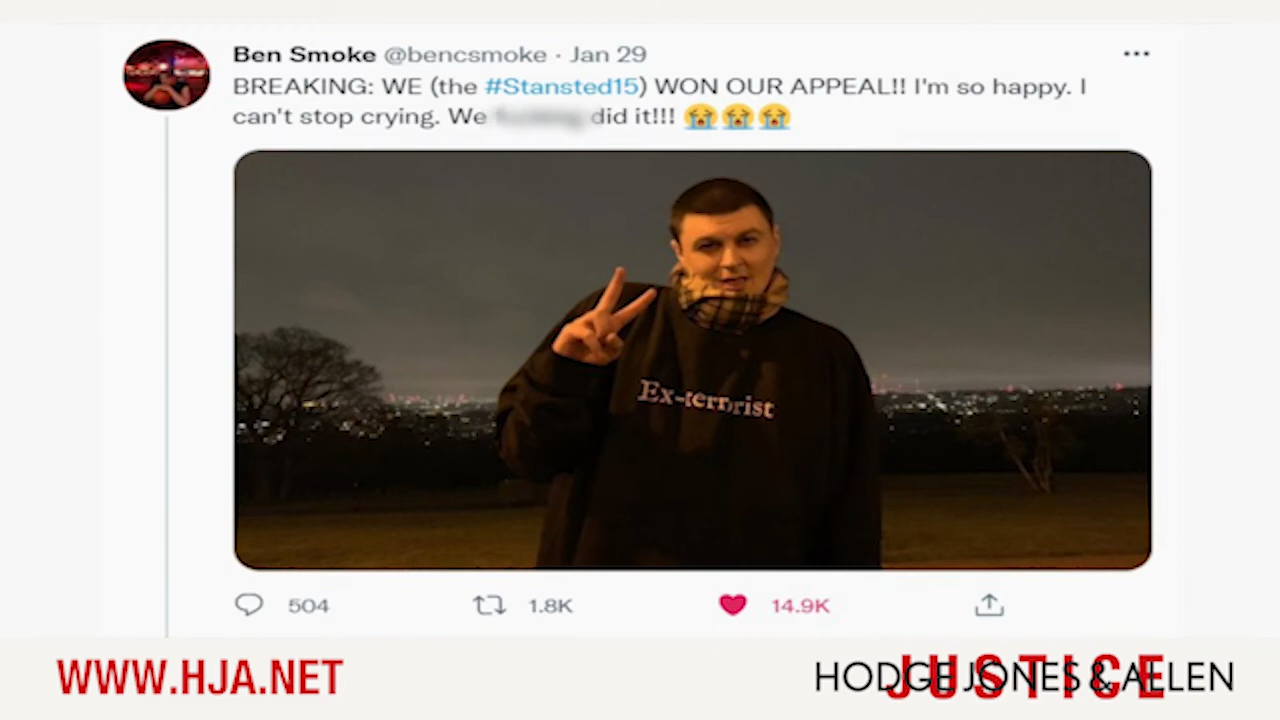 Ben Smoke @bencsmoke · Jan 29
BREAKING: WE (the #Stansted15) WON OUR APPEAL!! I'm so happy. I
can't stop crying. We did it!!! 😭😭😭
Ex-terrorist
504 1.8K 14.9K
WWW.HJA.NET HODGE JONES & ALLEN
JUSTICE